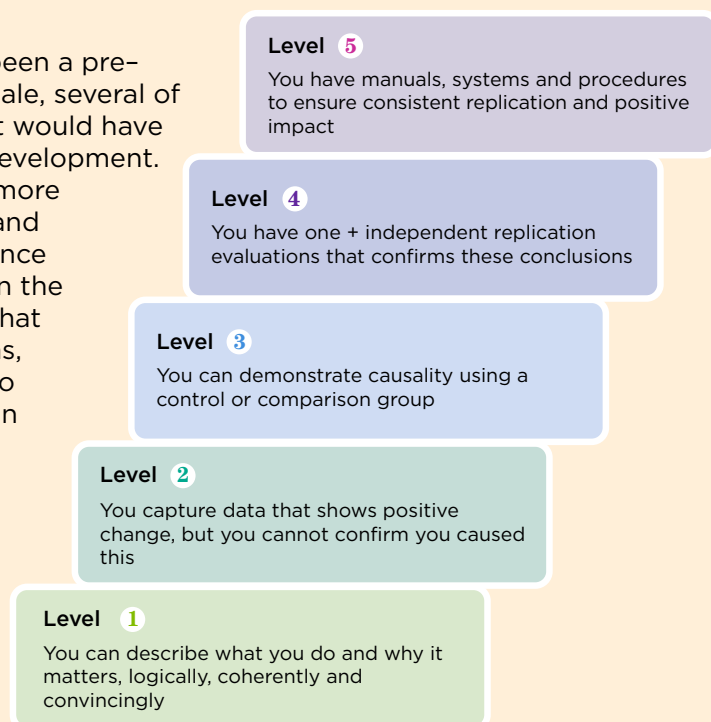 een a pre–
ale, several of
t would have
evelopment.
more
and
nce
n the
hat
s,
o
n
Level 5
You have manuals, systems and procedures
to ensure consistent replication and positive
impact
Level 4
You have one + independent replication
evaluations that confirms these conclusions
Level 3
You can demonstrate causality using a
control or comparison group
Level 2
You capture data that shows positive
change, but you cannot confirm you caused
this
Level 1
You can describe what you do and why it
matters, logically, coherently and
convincingly